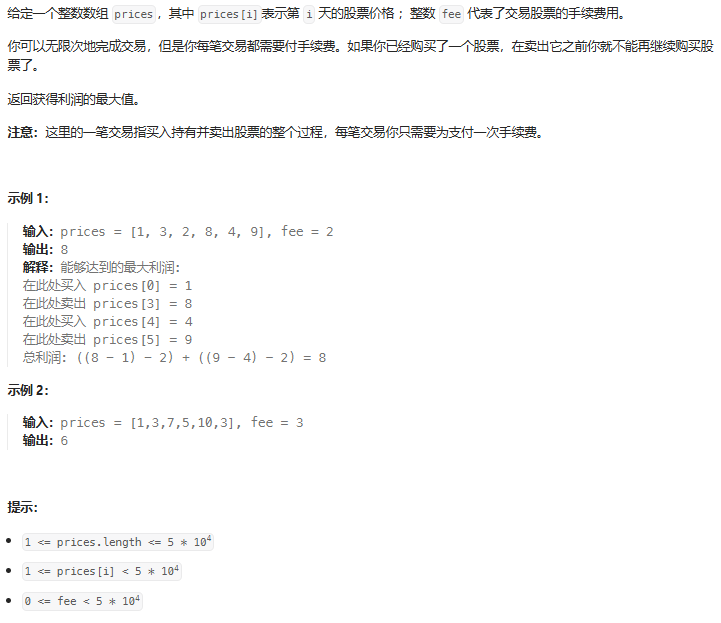 给定一个整数数组 prices，其中 prices[i]表示第 i 天的股票价格 ；整数 fee 代表了交易股票的手续费用。
你可以无限次地完成交易，但是你每笔交易都需要付手续费。如果你已经购买了一个股票，在卖出它之前你就不能再继续购买股
票了。
返回获得利润的最大值。
注意：这里的一笔交易指买入持有并卖出股票的整个过程，每笔交易你只需要为支付一次手续费。
示例 1：
输入：prices = [1, 3, 2, 8, 4, 9], fee = 2
输出：8
解释：能够达到的最大利润:
在此处买入 prices[0] = 1
在此处卖出 prices[3] = 8
在此处买入 prices[4] = 4
在此处卖出 prices[5] = 9
总利润: ((8 - 1) - 2) + ((9 - 4) - 2) = 8
示例 2：
输入：prices = [1,3,7,5,10,3], fee = 3
输出：6
提示：
1 <= prices.length <= 5 * 10⁴
1 <= prices[i] < 5 * 10⁴
0 <= fee < 5 * 10⁴